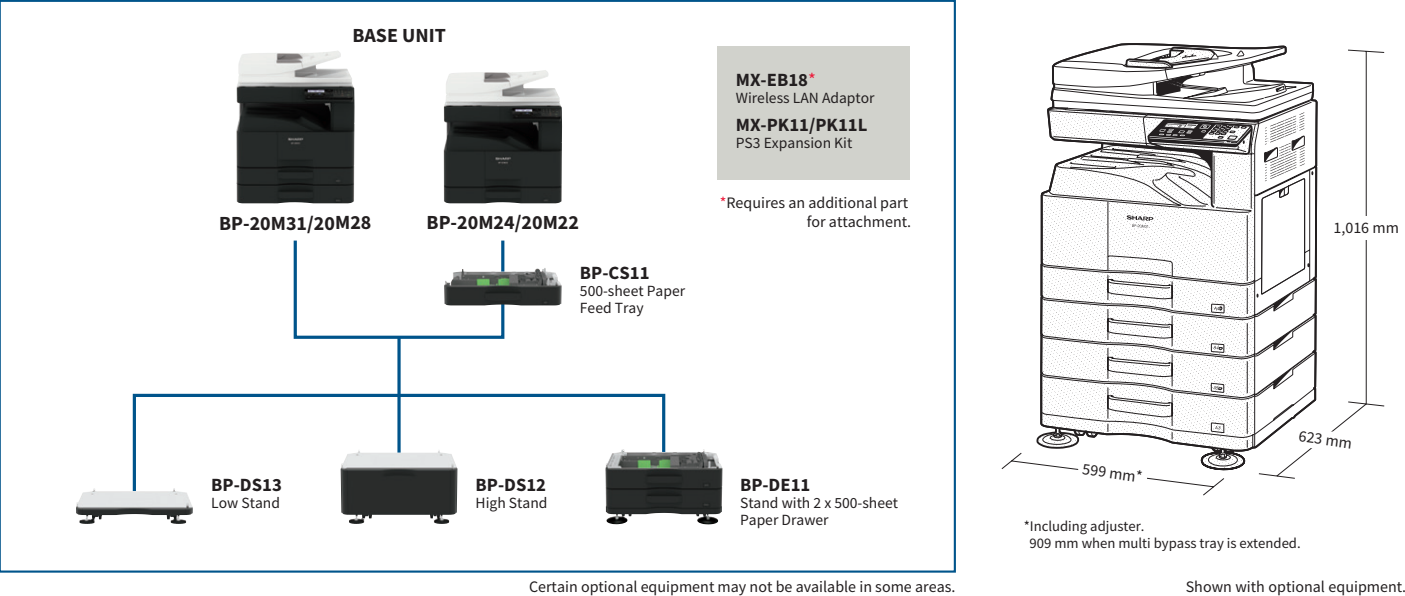 BASE UNIT
MX-EB18*
Wireless LAN Adaptor
MX-PK11/PK11L
PS3 Expansion Kit
*Requires an additional part
for attachment.
BP-20M31/20M28
BP-20M24/20M22
BP-CS11
500-sheet Paper
Feed Tray
BP-DS13
Low Stand
BP-DS12
High Stand
BP-DE11
Stand with 2 x 500-sheet
Paper Drawer
Certain optional equipment may not be available in some areas.
SHARP
SHARP
SHARP
1,016 mm
623 mm
599 mm*
*Including adjuster.
909 mm when multi bypass tray is extended.
Shown with optional equipment.